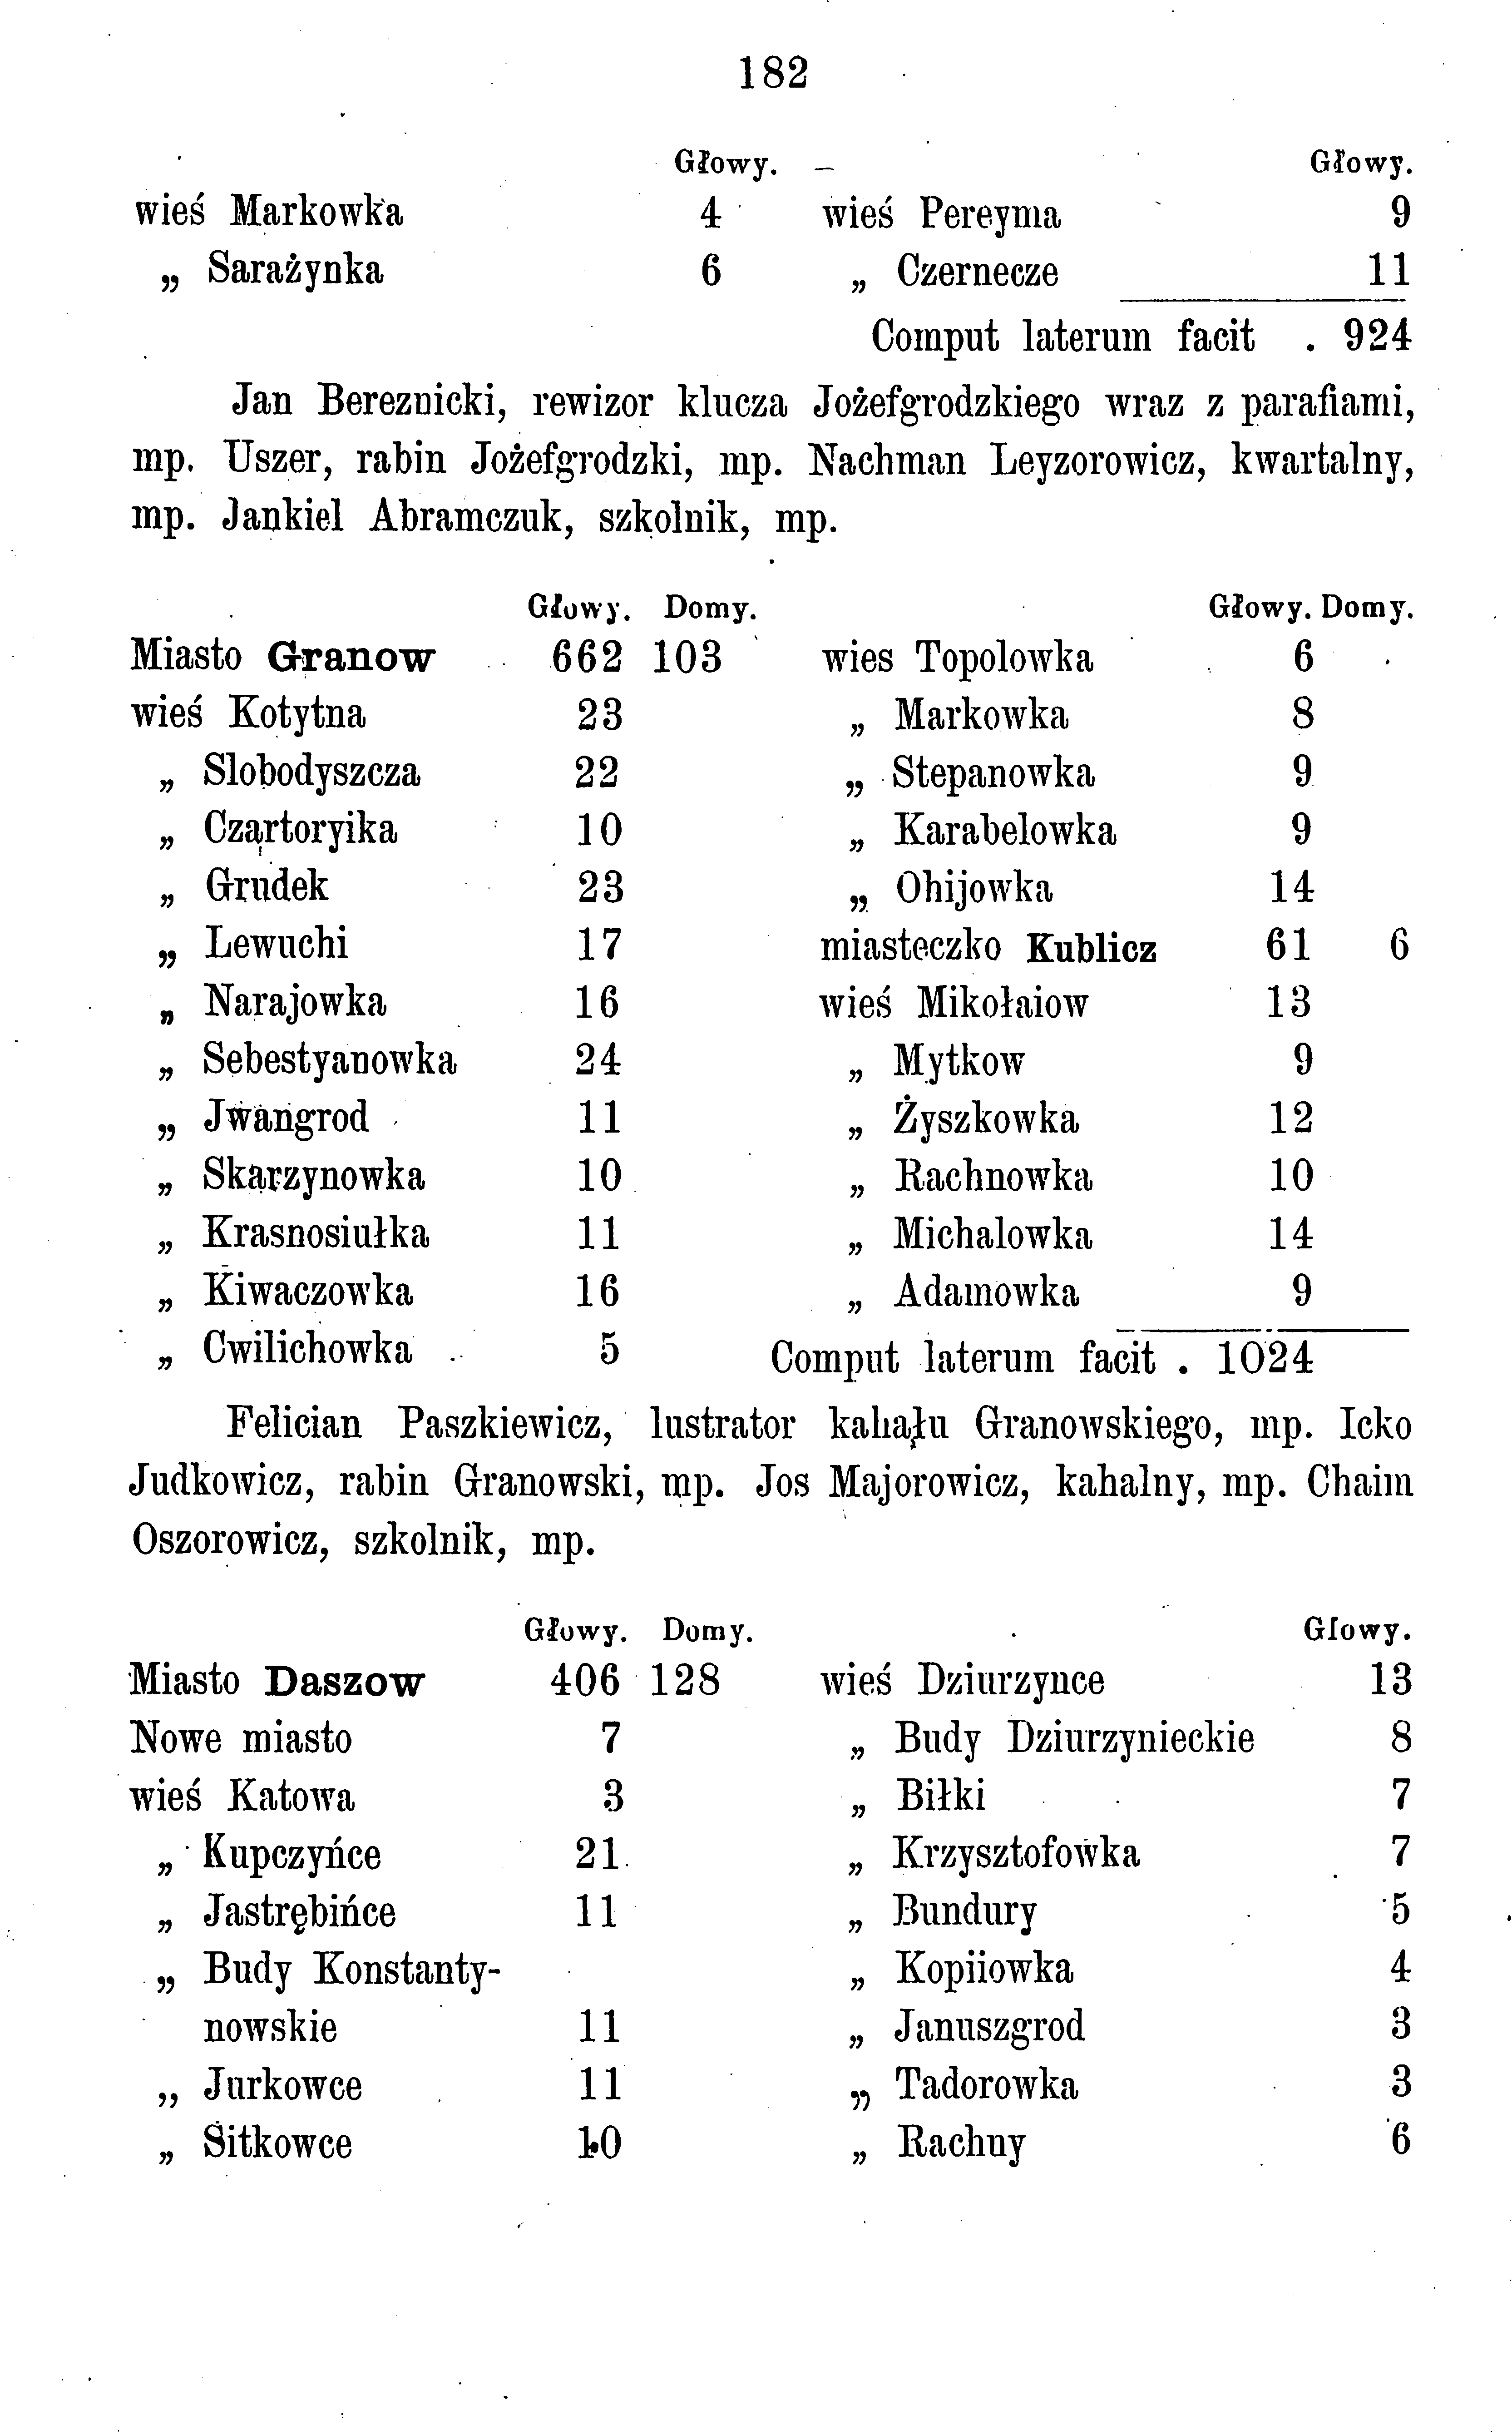 182
Głowy.
wieś Markowka 4
„ Sarażynka 6
Głowy.
wieś Pereyma 9
„ Czernecze 11
Comput laterum facit . 924
Jan Bereznicki, rewizor klucza Jożefgrodzkiego wraz z parafiami,
mp. Uszer, rabin Jożefgrodzki, mp. Nachman Leyzorowicz, kwartalny,
mp. Jankiel Abramczuk, szkolnik, mp.
Głowy. Domy.
Miasto Granow 662 103
wieś Kotytna 23
„ Slobodyszcza 22
„ Czartoryika 10
„ Grudek 23
„ Lewuchi 17
„ Narajowka 16
„ Sebestyanowka 24
„ Jwangrod 11
„ Skarzynowka 10
„ Krasnosiułka 11
„ Kiwaczowka 16
„ Cwilichowka 5
Głowy. Domy.
wies Topolowka 6
„ Markowka 8
„ Stepanowka 9
„ Karabelowka 9
„ Ohijowka 14
miasteczko Kublicz 61 6
wieś Mikołaiow 13
„ Mytkow 9
„ Żyszkowka 12
„ Rachnowka 10
„ Michalowka 14
„ Adamowka 9
Comput laterum facit . 1024
Felician Paszkiewicz, lustrator kahału Granowskiego, mp. Icko
Judkowicz, rabin Granowski, mp. Jos Majorowicz, kahalny, mp. Chaim
Oszorowicz, szkolnik, mp.
Głowy. Domy.
Miasto Daszow 406 128
Nowe miasto 7
wieś Katowa 3
„ Kupczyńce 21
„ Jastrębińce 11
„ Budy Konstanty-
nowskie 11
„ Jurkowce 11
„ Sitkowce 10
Głowy.
wieś Dziurzynce 13
„ Budy Dziurzynieckie 8
„ Biłki 7
„ Krzysztofowka 7
„ Bundury 5
„ Kopiiowka 4
„ Januszgrod 3
„ Tadorowka 3
„ Rachny 6